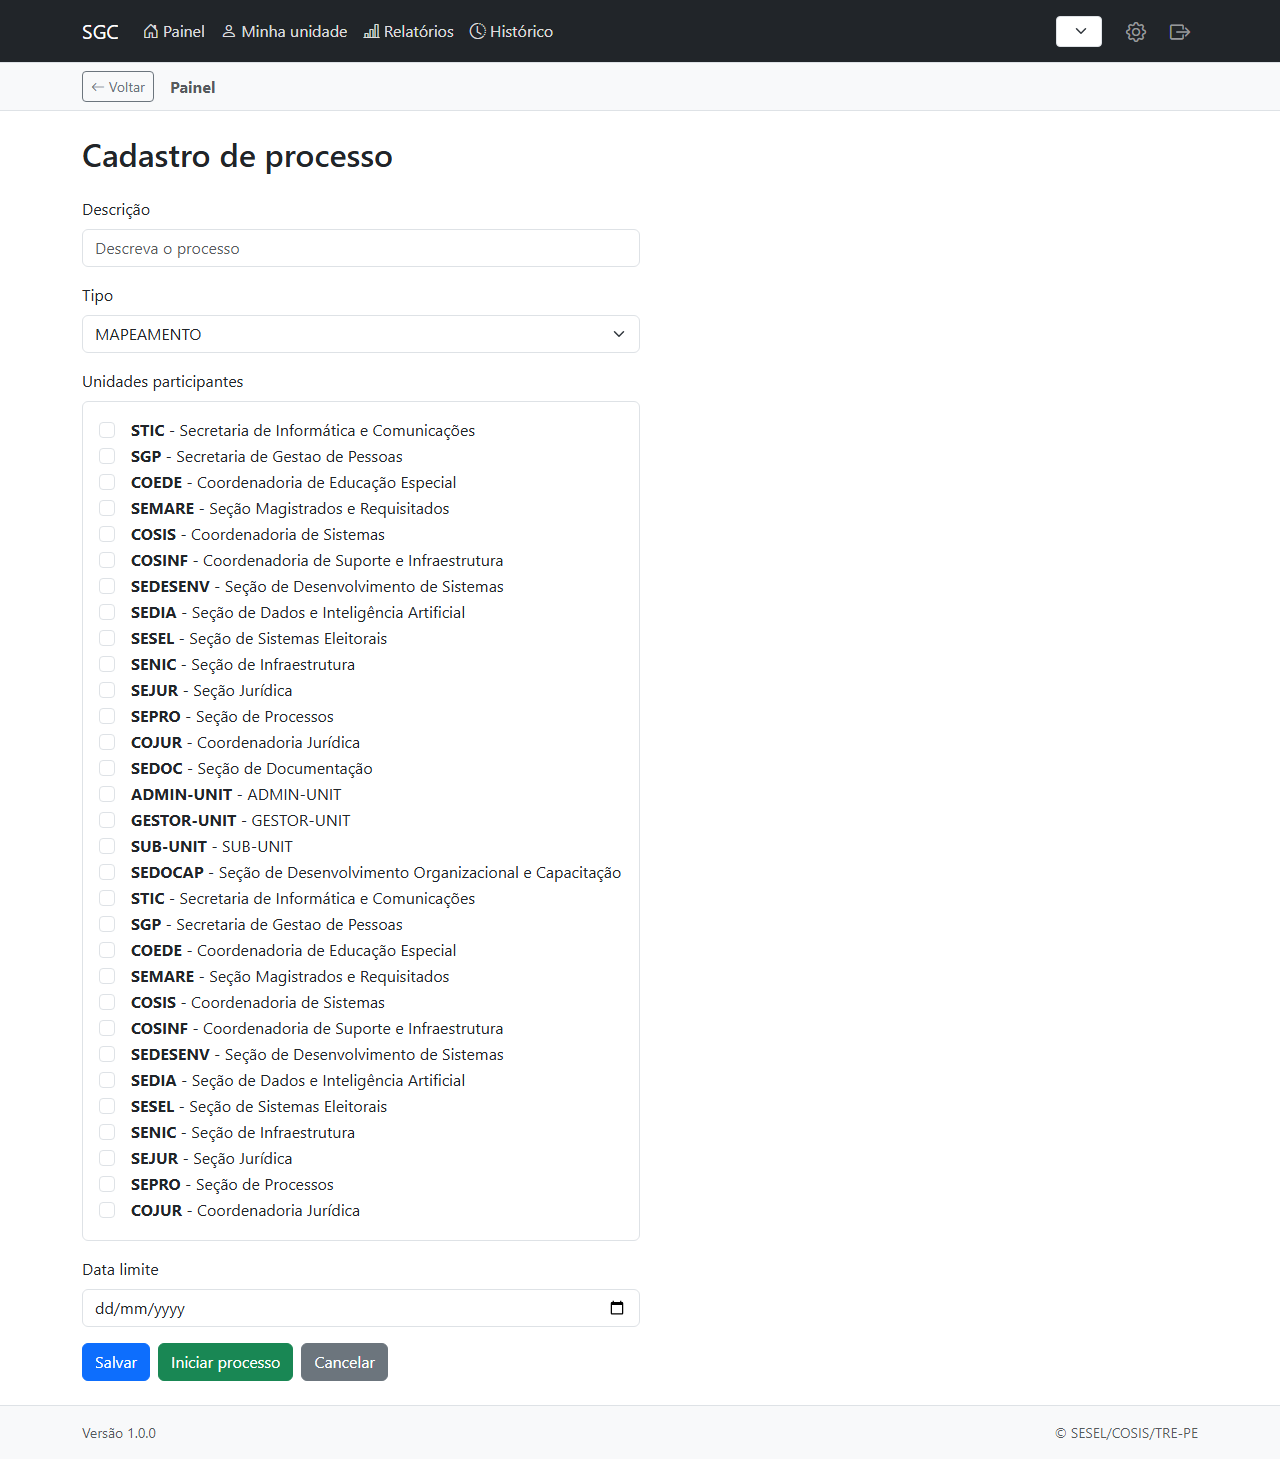 SGC Painel Minha unidade Relatórios Histórico
Voltar Painel
Cadastro de processo
Descrição
Descreva o processo
Tipo
MAPEAMENTO
Unidades participantes
STIC - Secretaria de Informática e Comunicações
SGP - Secretaria de Gestao de Pessoas
COEDE - Coordenadoria de Educação Especial
SEMARE - Seção Magistrados e Requisitados
COSIS - Coordenadoria de Sistemas
COSINF - Coordenadoria de Suporte e Infraestrutura
SEDESENV - Seção de Desenvolvimento de Sistemas
SEDIA - Seção de Dados e Inteligência Artificial
SESEL - Seção de Sistemas Eleitorais
SENIC - Seção de Infraestrutura
SEJUR - Seção Jurídica
SEPRO - Seção de Processos
COJUR - Coordenadoria Jurídica
SEDOC - Seção de Documentação
ADMIN-UNIT - ADMIN-UNIT
GESTOR-UNIT - GESTOR-UNIT
SUB-UNIT - SUB-UNIT
SEDOCAP - Seção de Desenvolvimento Organizacional e Capacitação
STIC - Secretaria de Informática e Comunicações
SGP - Secretaria de Gestao de Pessoas
COEDE - Coordenadoria de Educação Especial
SEMARE - Seção Magistrados e Requisitados
COSIS - Coordenadoria de Sistemas
COSINF - Coordenadoria de Suporte e Infraestrutura
SEDESENV - Seção de Desenvolvimento de Sistemas
SEDIA - Seção de Dados e Inteligência Artificial
SESEL - Seção de Sistemas Eleitorais
SENIC - Seção de Infraestrutura
SEJUR - Seção Jurídica
SEPRO - Seção de Processos
COJUR - Coordenadoria Jurídica
Data limite
dd/mm/yyyy
Salvar Iniciar processo Cancelar
Versão 1.0.0 © SESEL/COSIS/TRE-PE